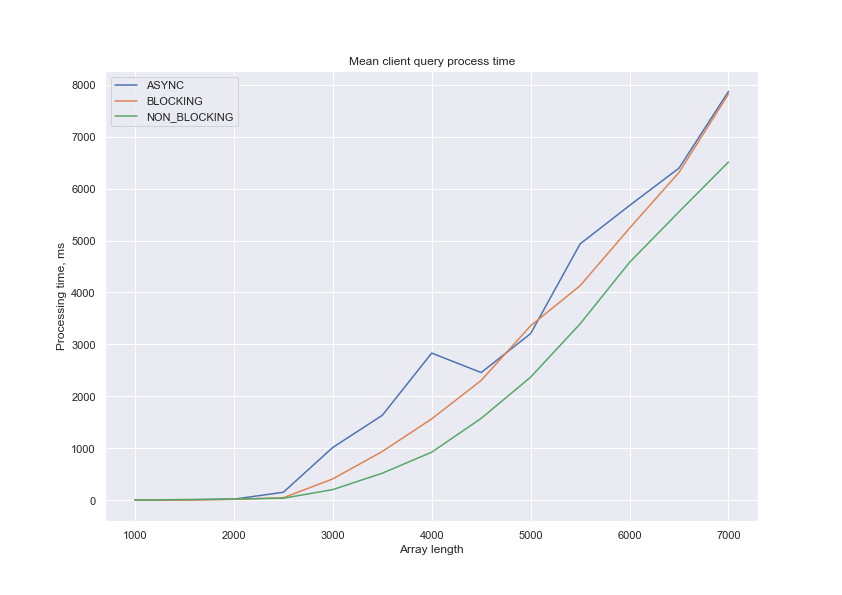 Mean client query process time
ASYNC
BLOCKING
NON_BLOCKING
8000
7000
6000
5000
4000
3000
2000
1000
0
Processing time, ms
1000 2000 3000 4000 5000 6000 7000
Array length